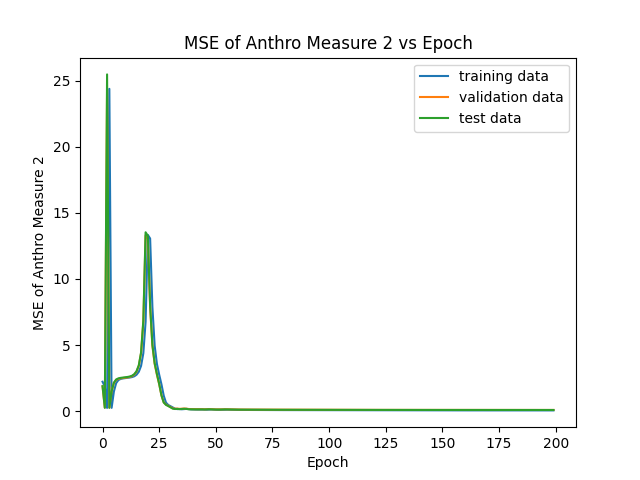 MSE of Anthro Measure 2 vs Epoch
training data
validation data
test data
MSE of Anthro Measure 2
25
20
15
10
5
0
0
25
50
75
100
125
150
175
200
Epoch